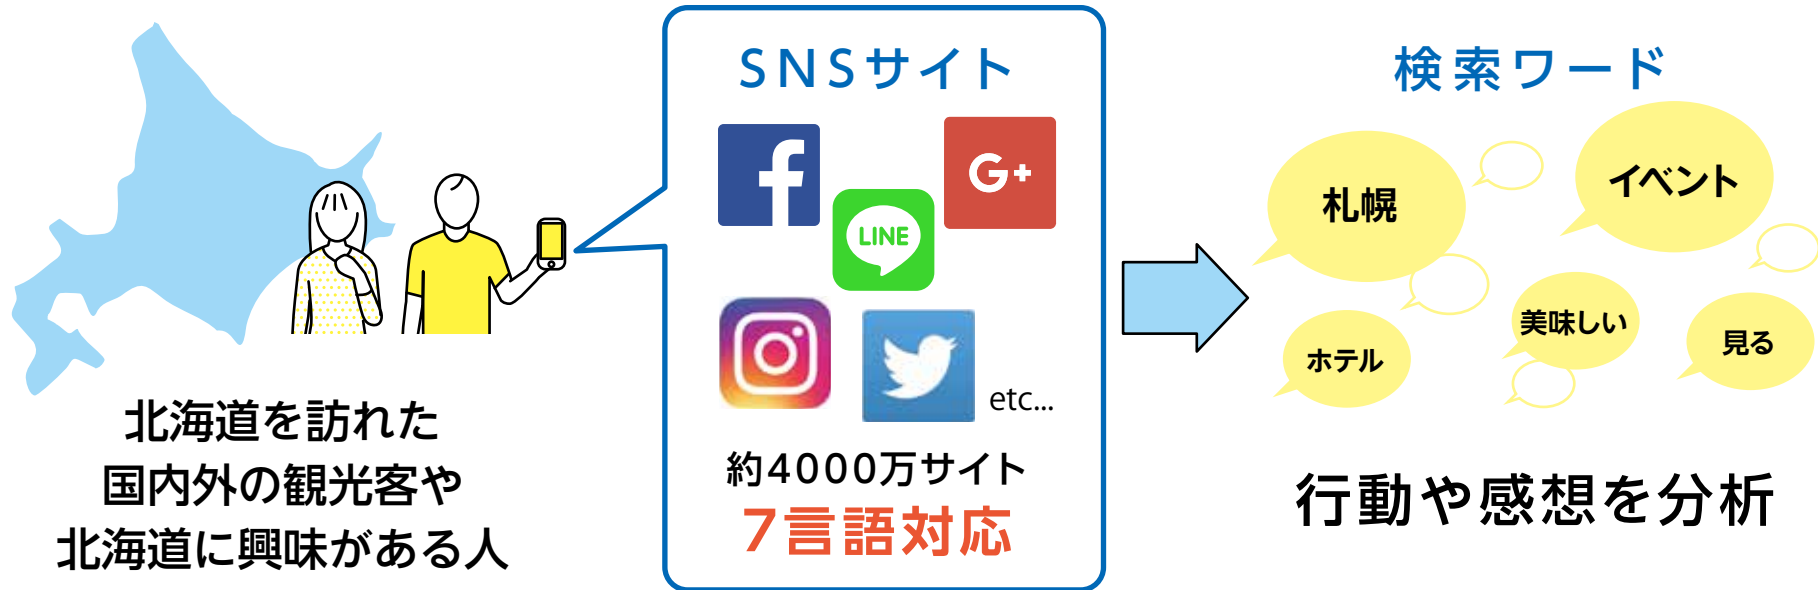 北海道を訪れた
国内外の観光客や
北海道に興味がある人
SNSサイト
f
G+
LINE
etc...
約4000万サイト
7言語対応
検索ワード
札幌
イベント
ホテル
美味しい
見る
行動や感想を分析